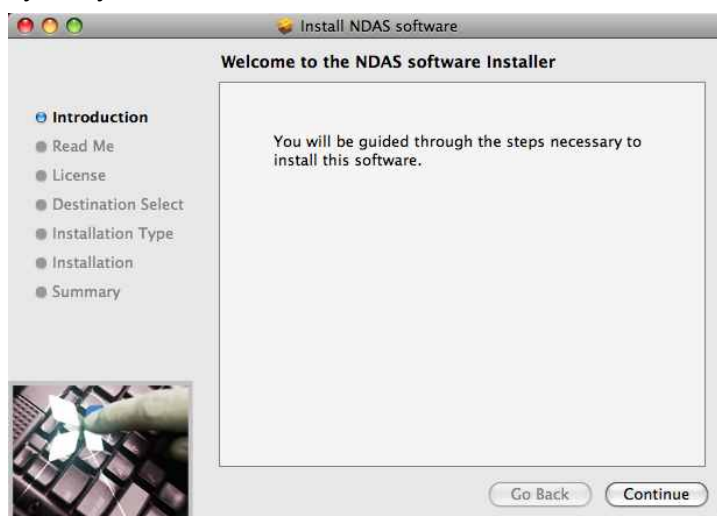 Install NDAS software
Welcome to the NDAS software Installer
Introduction
Read Me
License
Destination Select
Installation Type
Installation
Summary
You will be guided through the steps necessary to
install this software.
Go Back
Continue